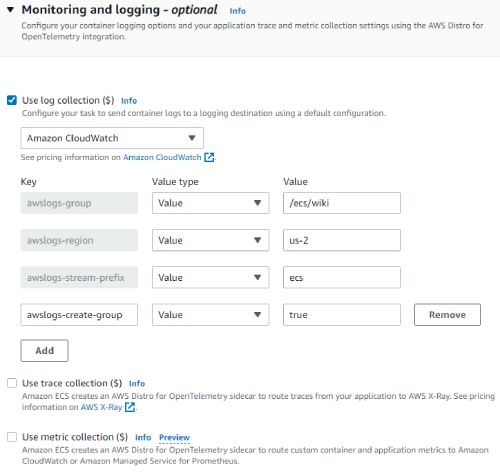 Monitoring and logging - optional Info
Configure your container logging options and your application trace and metric collection settings using the AWS Distro for
OpenTelemetry integration.
Use log collection ($) Info
Configure your task to send container logs to a logging destination using a default configuration.
Amazon CloudWatch
See pricing information on Amazon CloudWatch.
Key Value type Value
awslogs-group Value /ecs/wiki
awslogs-region Value us-2
awslogs-stream-prefix Value ecs
awslogs-create-group Value true Remove
Add
Use trace collection ($) Info
Amazon ECS creates an AWS Distro for OpenTelemetry sidecar to route traces from your application to AWS X-Ray. See pricing
information on AWS X-Ray.
Use metric collection ($) Info Preview
Amazon ECS creates an AWS Distro for OpenTelemetry sidecar to route custom container and application metrics to Amazon
CloudWatch or Amazon Managed Service for Prometheus.